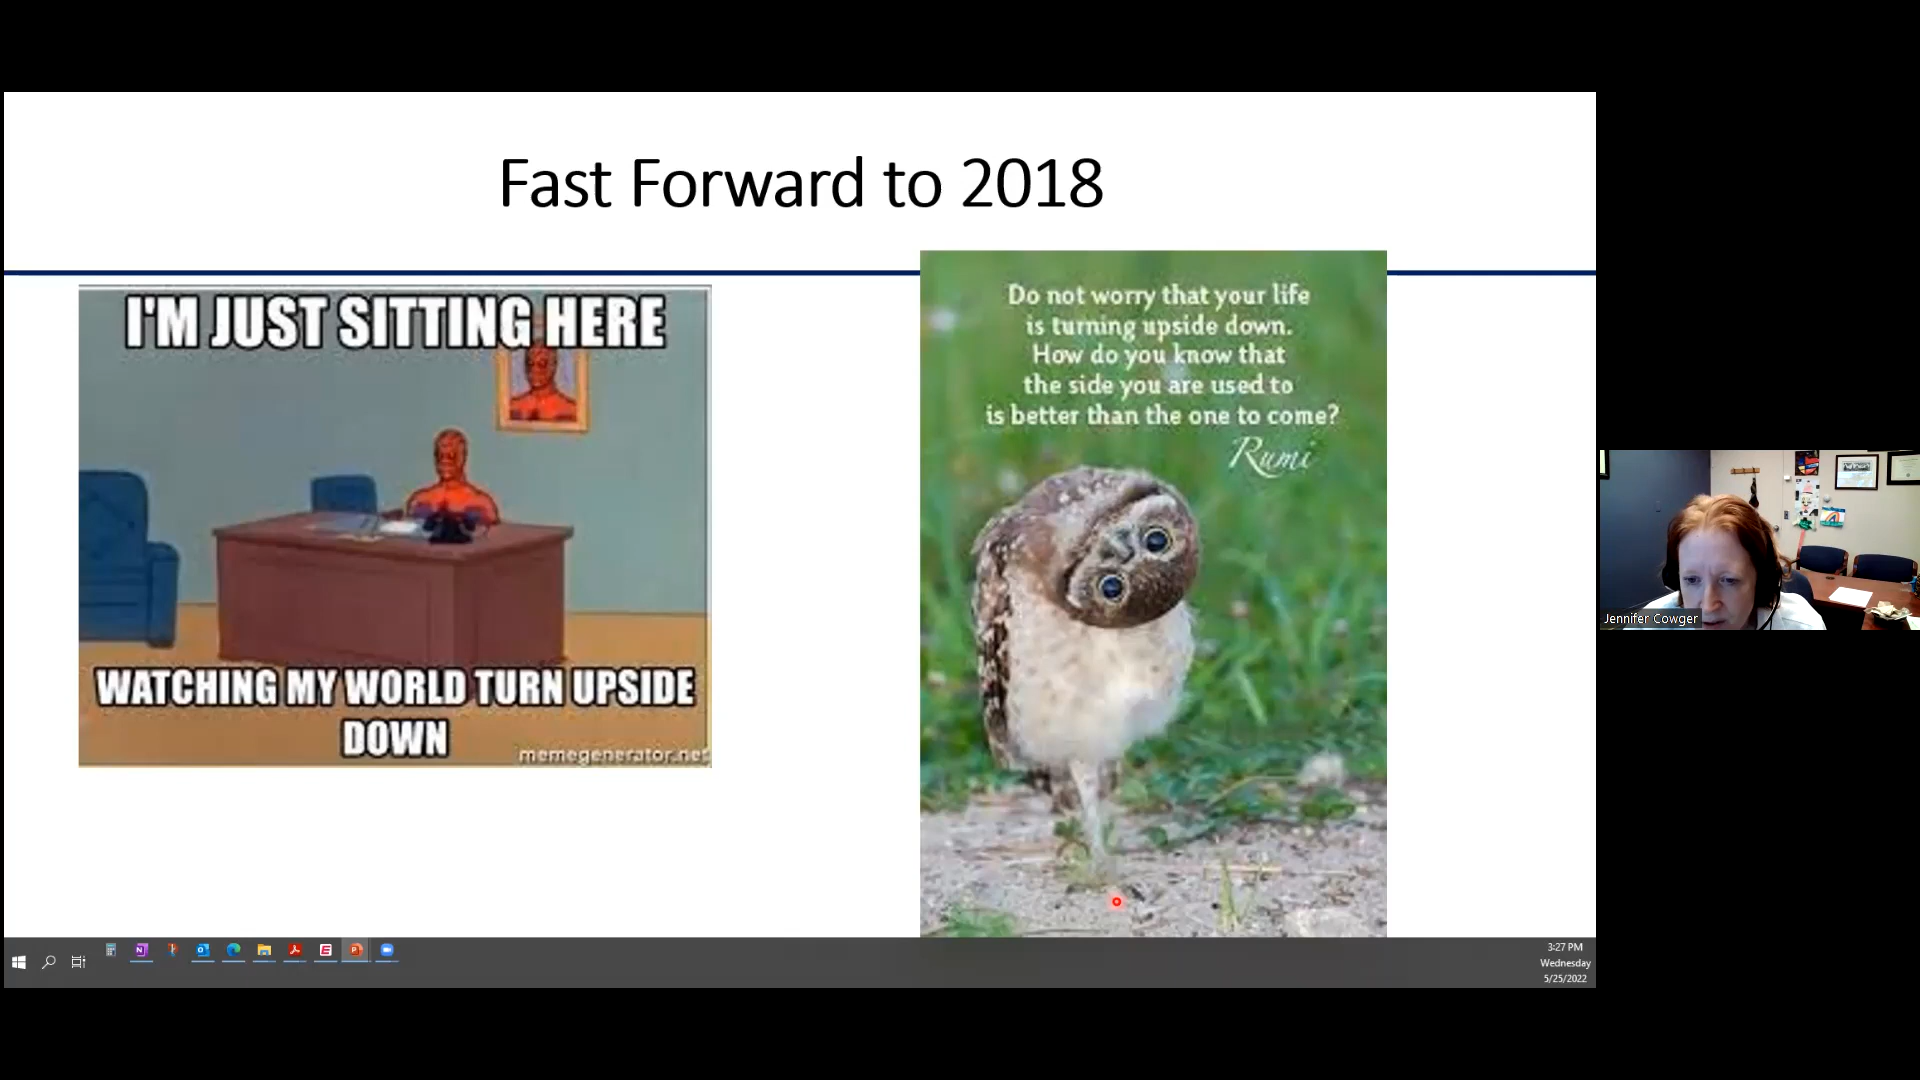 Fast Forward to 2018
I'M JUST SITTING HERE
WATCHING MY WORLD TURN UPSIDE
DOWN
memegenerator.net
Do not worry that your life
is turning upside down.
How do you know that
the side you are used to
is better than the one to come?
Rumi
Jennifer Cowger
3:27 PM
Wednesday
5/25/2022